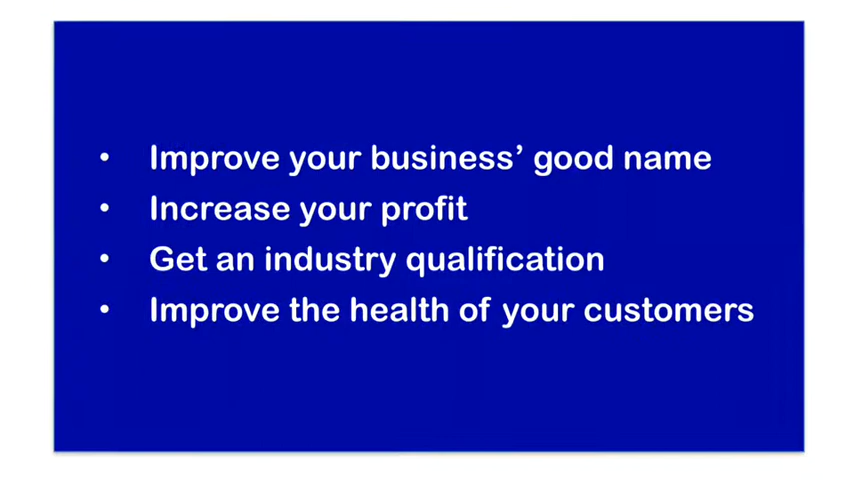 • Improve your business’ good name
• Increase your profit
• Get an industry qualification
• Improve the health of your customers